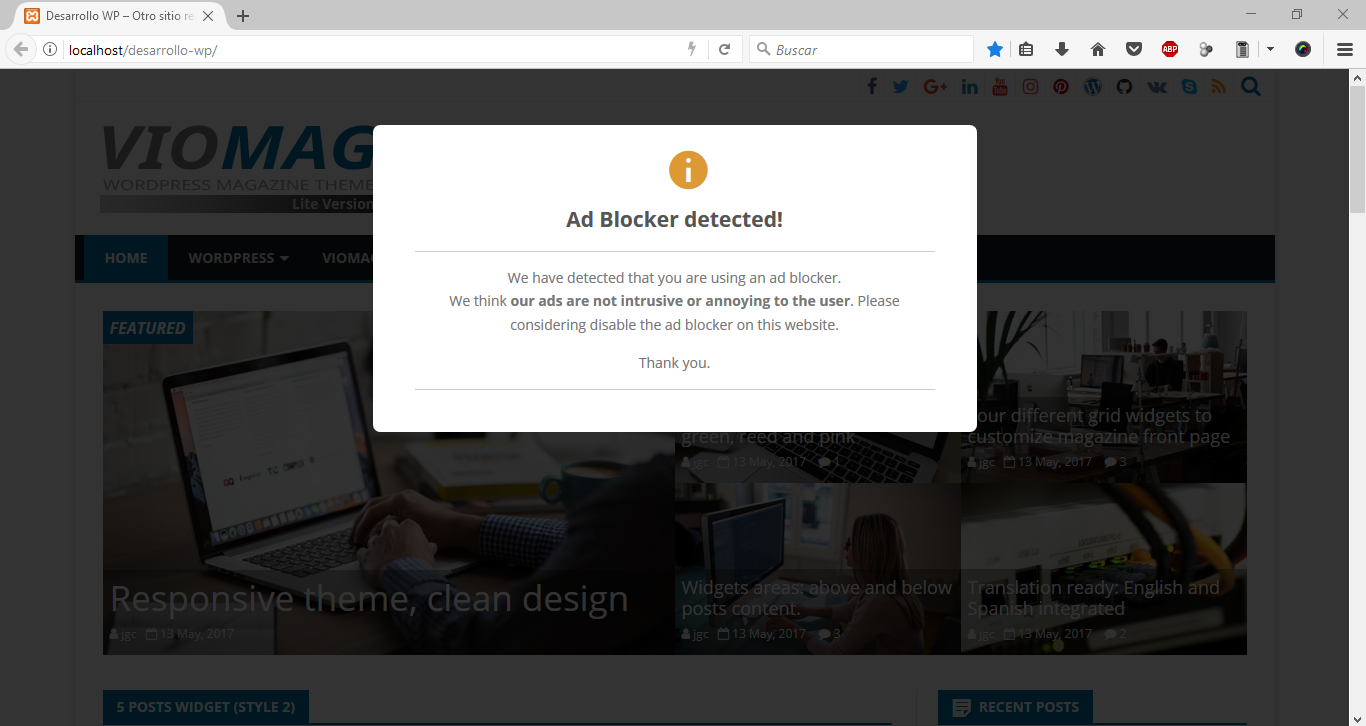 Desarrollo WP – Otro sitio re
localhost/desarrollo-wp/
Buscar
ABP
You
Tube
VIOMAG
WORDPRESS MAGAZINE THEME
Lite Version
HOME
WORDPRESS
VIOMA
Ad Blocker detected!
We have detected that you are using an ad blocker.
We think our ads are not intrusive or annoying to the user. Please
considering disable the ad blocker on this website.
Thank you.
FEATURED
Responsive theme, clean design
jgc 13 May, 2017
green, reed and pink
jgc 13 May, 2017 1
our different grid widgets to
customize magazine front page
jgc 13 May, 2017 3
Widgets areas: above and below
posts content.
jgc 13 May, 2017 3
Translation ready: English and
Spanish integrated
jgc 13 May, 2017 2
5 POSTS WIDGET (STYLE 2)
RECENT POSTS